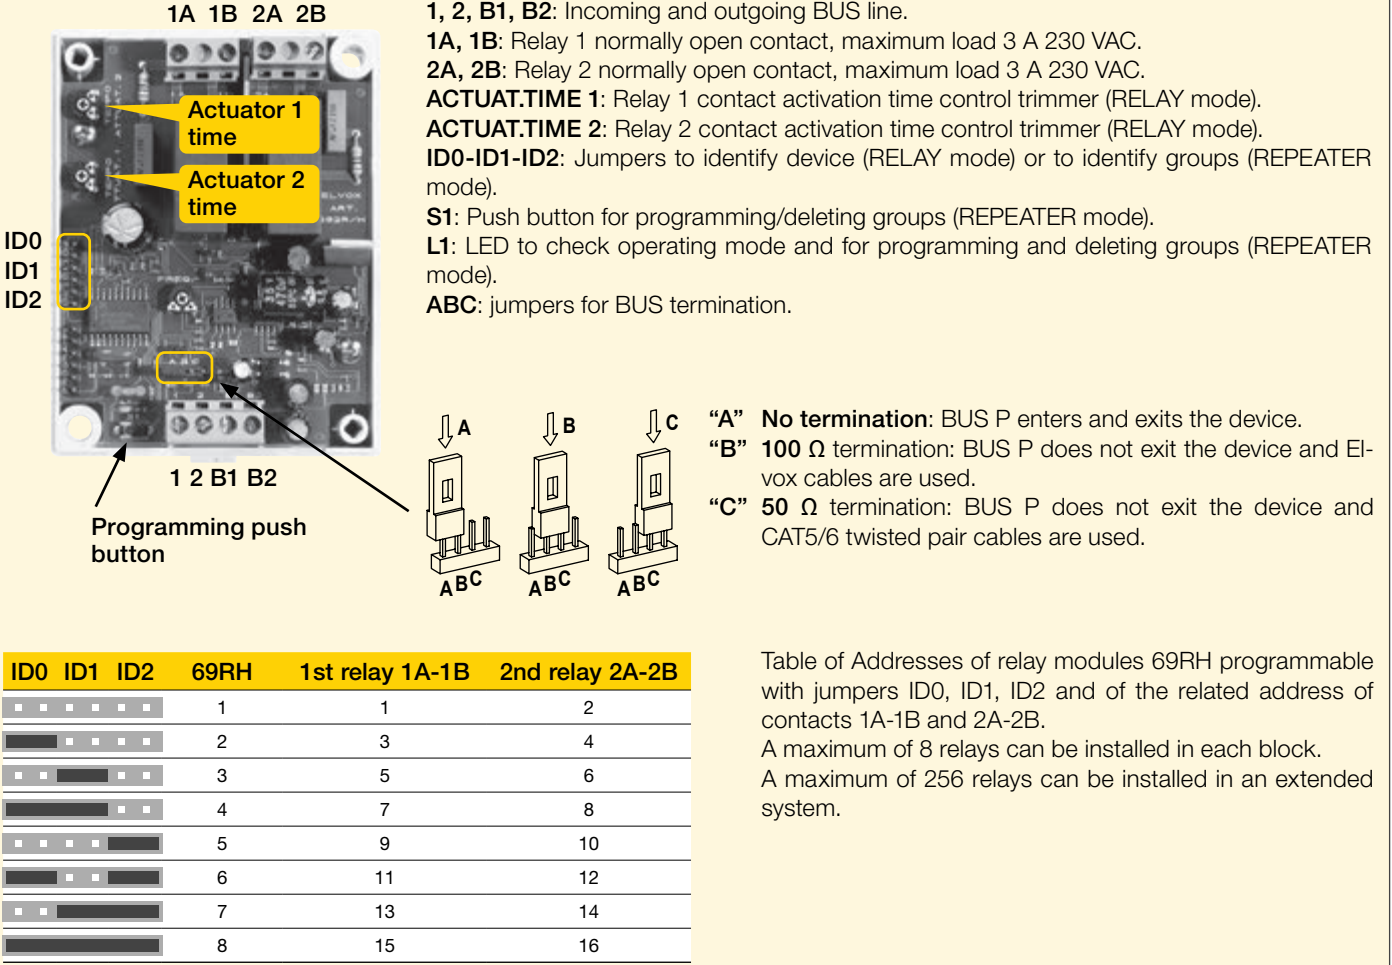 1A 1B 2A 2B
Actuator 1
time
Actuator 2
time
ELVOX
ART.
ID0
ID1
ID2
FREQ.
A B C
1 2 B1 B2
Programming push
button
1, 2, B1, B2: Incoming and outgoing BUS line.
1A, 1B: Relay 1 normally open contact, maximum load 3 A 230 VAC.
2A, 2B: Relay 2 normally open contact, maximum load 3 A 230 VAC.
ACTUAT.TIME 1: Relay 1 contact activation time control trimmer (RELAY mode).
ACTUAT.TIME 2: Relay 2 contact activation time control trimmer (RELAY mode).
ID0-ID1-ID2: Jumpers to identify device (RELAY mode) or to identify groups (REPEATER
mode).
S1: Push button for programming/deleting groups (REPEATER mode).
L1: LED to check operating mode and for programming and deleting groups (REPEATER
mode).
ABC: jumpers for BUS termination.
A B C
ABC ABC ABC
“A” No termination: BUS P enters and exits the device.
“B” 100 Ω termination: BUS P does not exit the device and El-
vox cables are used.
“C” 50 Ω termination: BUS P does not exit the device and
CAT5/6 twisted pair cables are used.
ID0 ID1 ID2 69RH 1st relay 1A-1B 2nd relay 2A-2B
1 1 2
2 3 4
3 5 6
4 7 8
5 9 10
6 11 12
7 13 14
8 15 16
Table of Addresses of relay modules 69RH programmable
with jumpers ID0, ID1, ID2 and of the related address of
contacts 1A-1B and 2A-2B.
A maximum of 8 relays can be installed in each block.
A maximum of 256 relays can be installed in an extended
system.